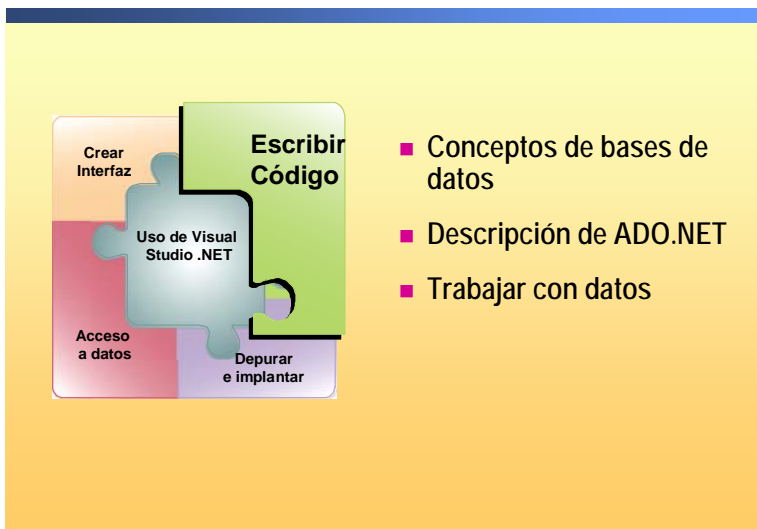 Crear
Interfaz
Escribir
Código
Uso de Visual
Studio .NET
Acceso
a datos
Depurar
e implantar
Conceptos de bases de
datos
Descripción de ADO.NET
Trabajar con datos